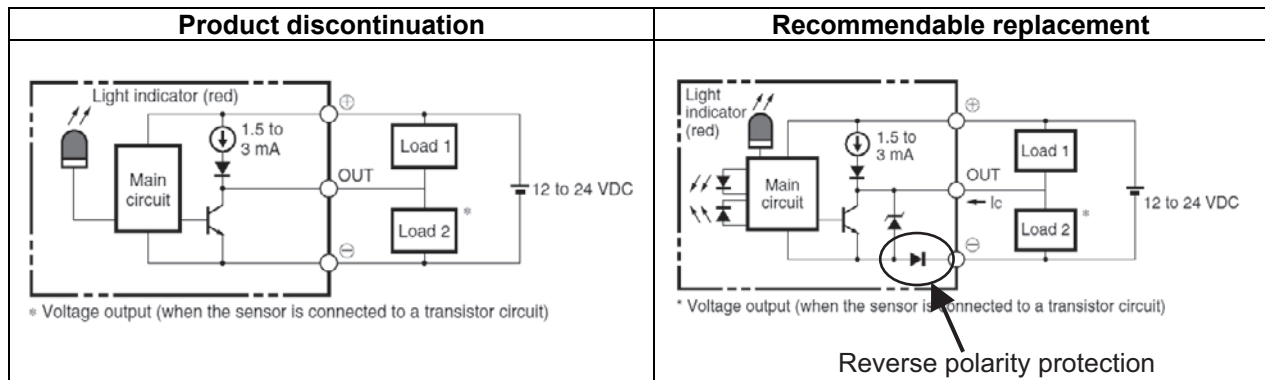 Product discontinuation
Light indicator (red)
1.5 to
3 mA
Main
circuit
⊕
OUT
⊖
Load 1
Load 2
*
12 to 24 VDC
* Voltage output (when the sensor is connected to a transistor circuit)
Recommendable replacement
Light
indicator
(red)
1.5 to
3 mA
Main
circuit
⊕
OUT
Ic
⊖
Load 1
Load 2
*
12 to 24 VDC
* Voltage output (when the sensor is connected to a transistor circuit)
Reverse polarity protection